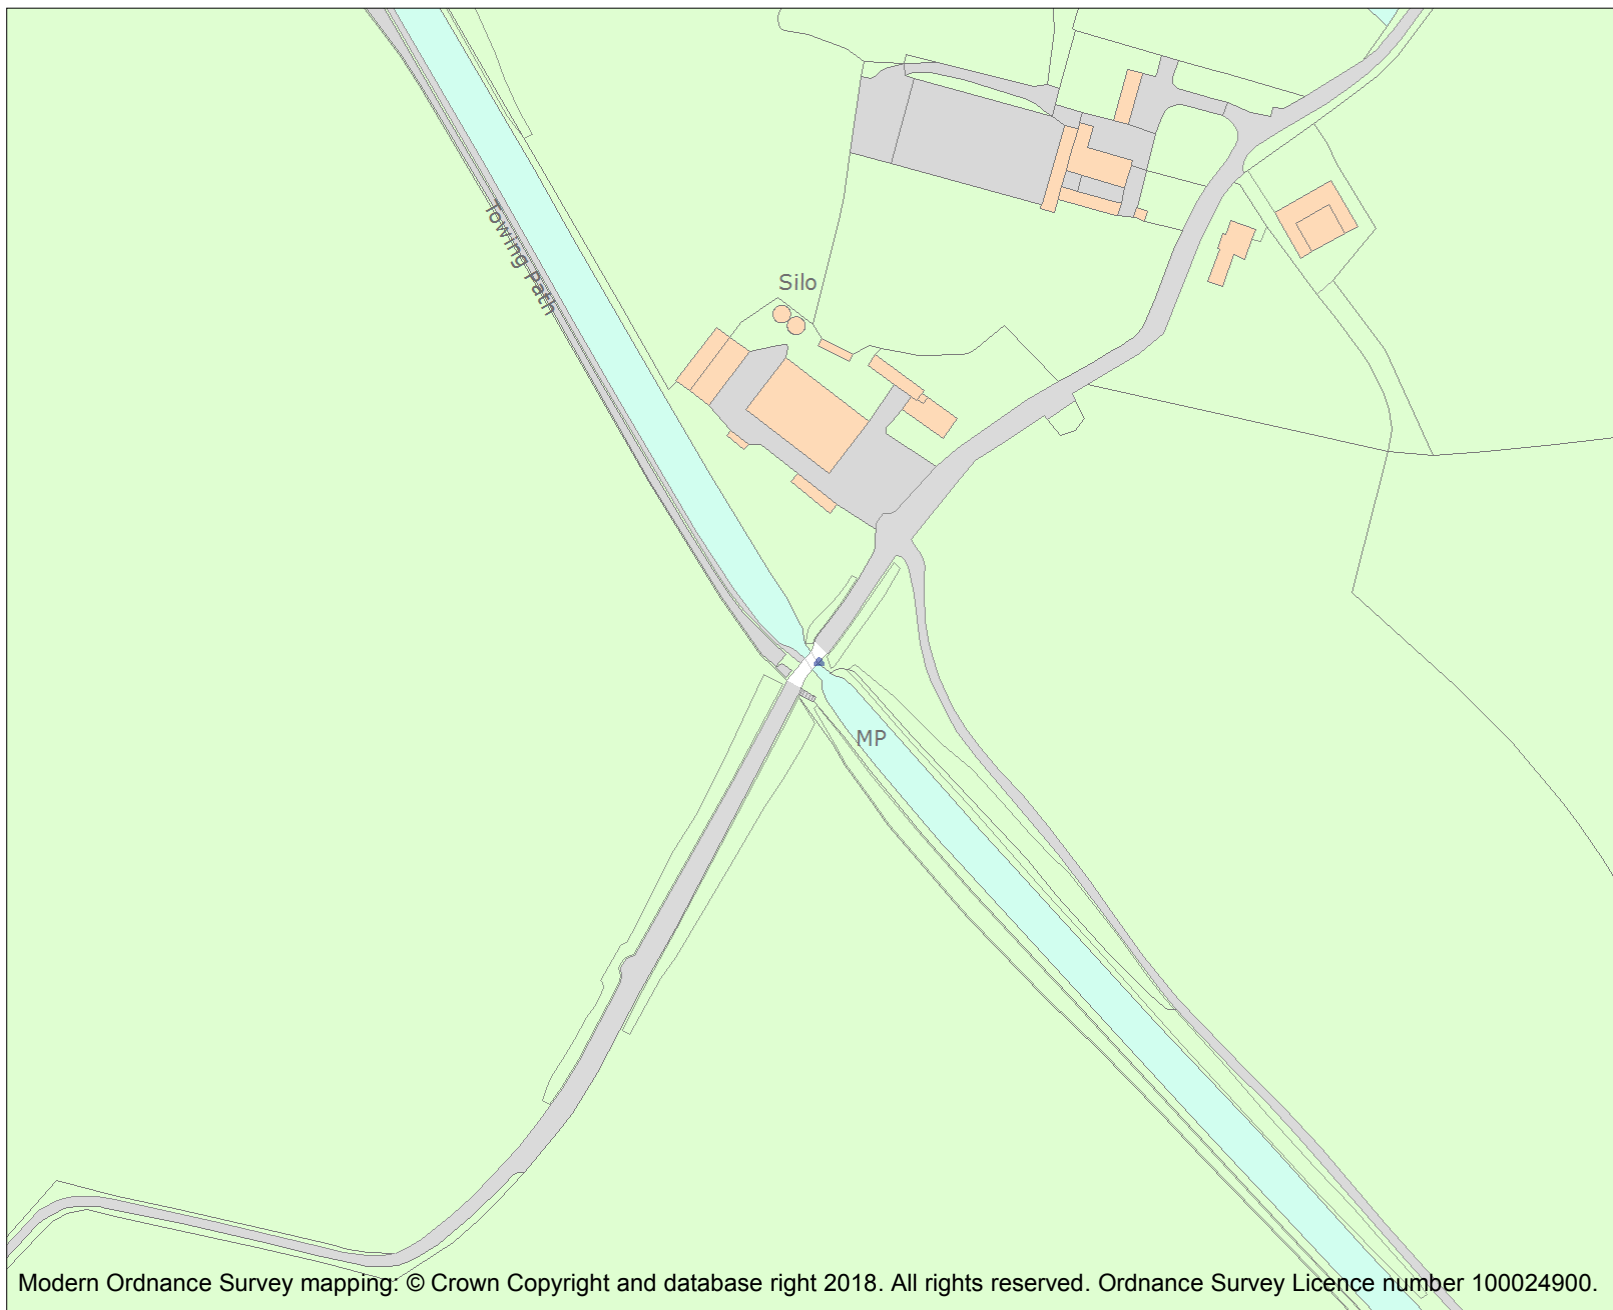 Towing Path
Silo
MP
Modern Ordnance Survey mapping: © Crown Copyright and database right 2018. All rights reserved. Ordnance Survey Licence number 100024900.